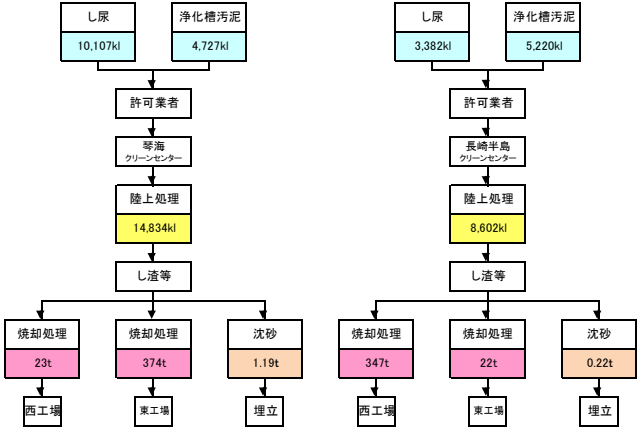 し尿
浄化槽汚泥
10,107kl
4,727kl
許可業者
琴海
クリーンセンター
陸上処理
14,834kl
し渣等
焼却処理
焼却処理
沈砂
23t
374t
1.19t
西工場
東工場
埋立
し尿
浄化槽汚泥
3,382kl
5,220kl
許可業者
長崎半島
クリーンセンター
陸上処理
8,602kl
し渣等
焼却処理
焼却処理
沈砂
347t
22t
0.22t
西工場
東工場
埋立